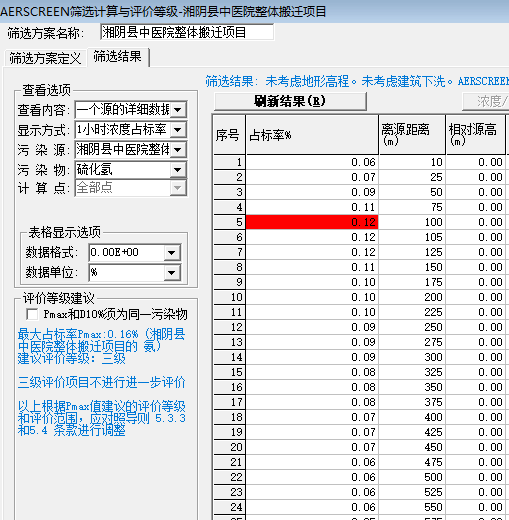 AERSCREEN筛选计算与评价等级-湘阴县中医院整体搬迁项目
筛选方案名称: 湘阴县中医院整体搬迁项目
筛选方案定义 筛选结果
查看选项
查看内容: 一个源的详细数据
显示方式: 1小时浓度占标率
污 染 源: 湘阴县中医院整体
污 染 物: 硫化氢
计 算 点: 全部点
表格显示选项
数据格式: 0.00E+00
数据单位: %
评价等级建议
Pmax和D10%须为同一污染物
最大占标率Pmax:0.16% (湘阴县
中医院整体搬迁项目的 氨)
建议评价等级: 三级
三级评价项目不进行进一步评价
以上根据Pmax值建议的评价等级
和评价范围，应对照导则 5.3.3
和5.4 条款进行调整
筛选结果: 未考虑地形高程。未考虑建筑下洗。AERSCREEN
刷新结果(R) 浓度/
序号 占标率% 离源距离(m) 相对源高(m)
1 0.06 10 0.00
2 0.07 25 0.00
3 0.09 50 0.00
4 0.11 75 0.00
5 0.12 100 0.00
6 0.12 105 0.00
7 0.12 125 0.00
8 0.11 150 0.00
9 0.10 175 0.00
10 0.10 200 0.00
11 0.10 225 0.00
12 0.09 250 0.00
13 0.09 275 0.00
14 0.09 300 0.00
15 0.08 325 0.00
16 0.08 350 0.00
17 0.08 375 0.00
18 0.07 400 0.00
19 0.07 425 0.00
20 0.07 450 0.00
21 0.06 475 0.00
22 0.06 500 0.00
23 0.06 525 0.00
24 0.06 550 0.00